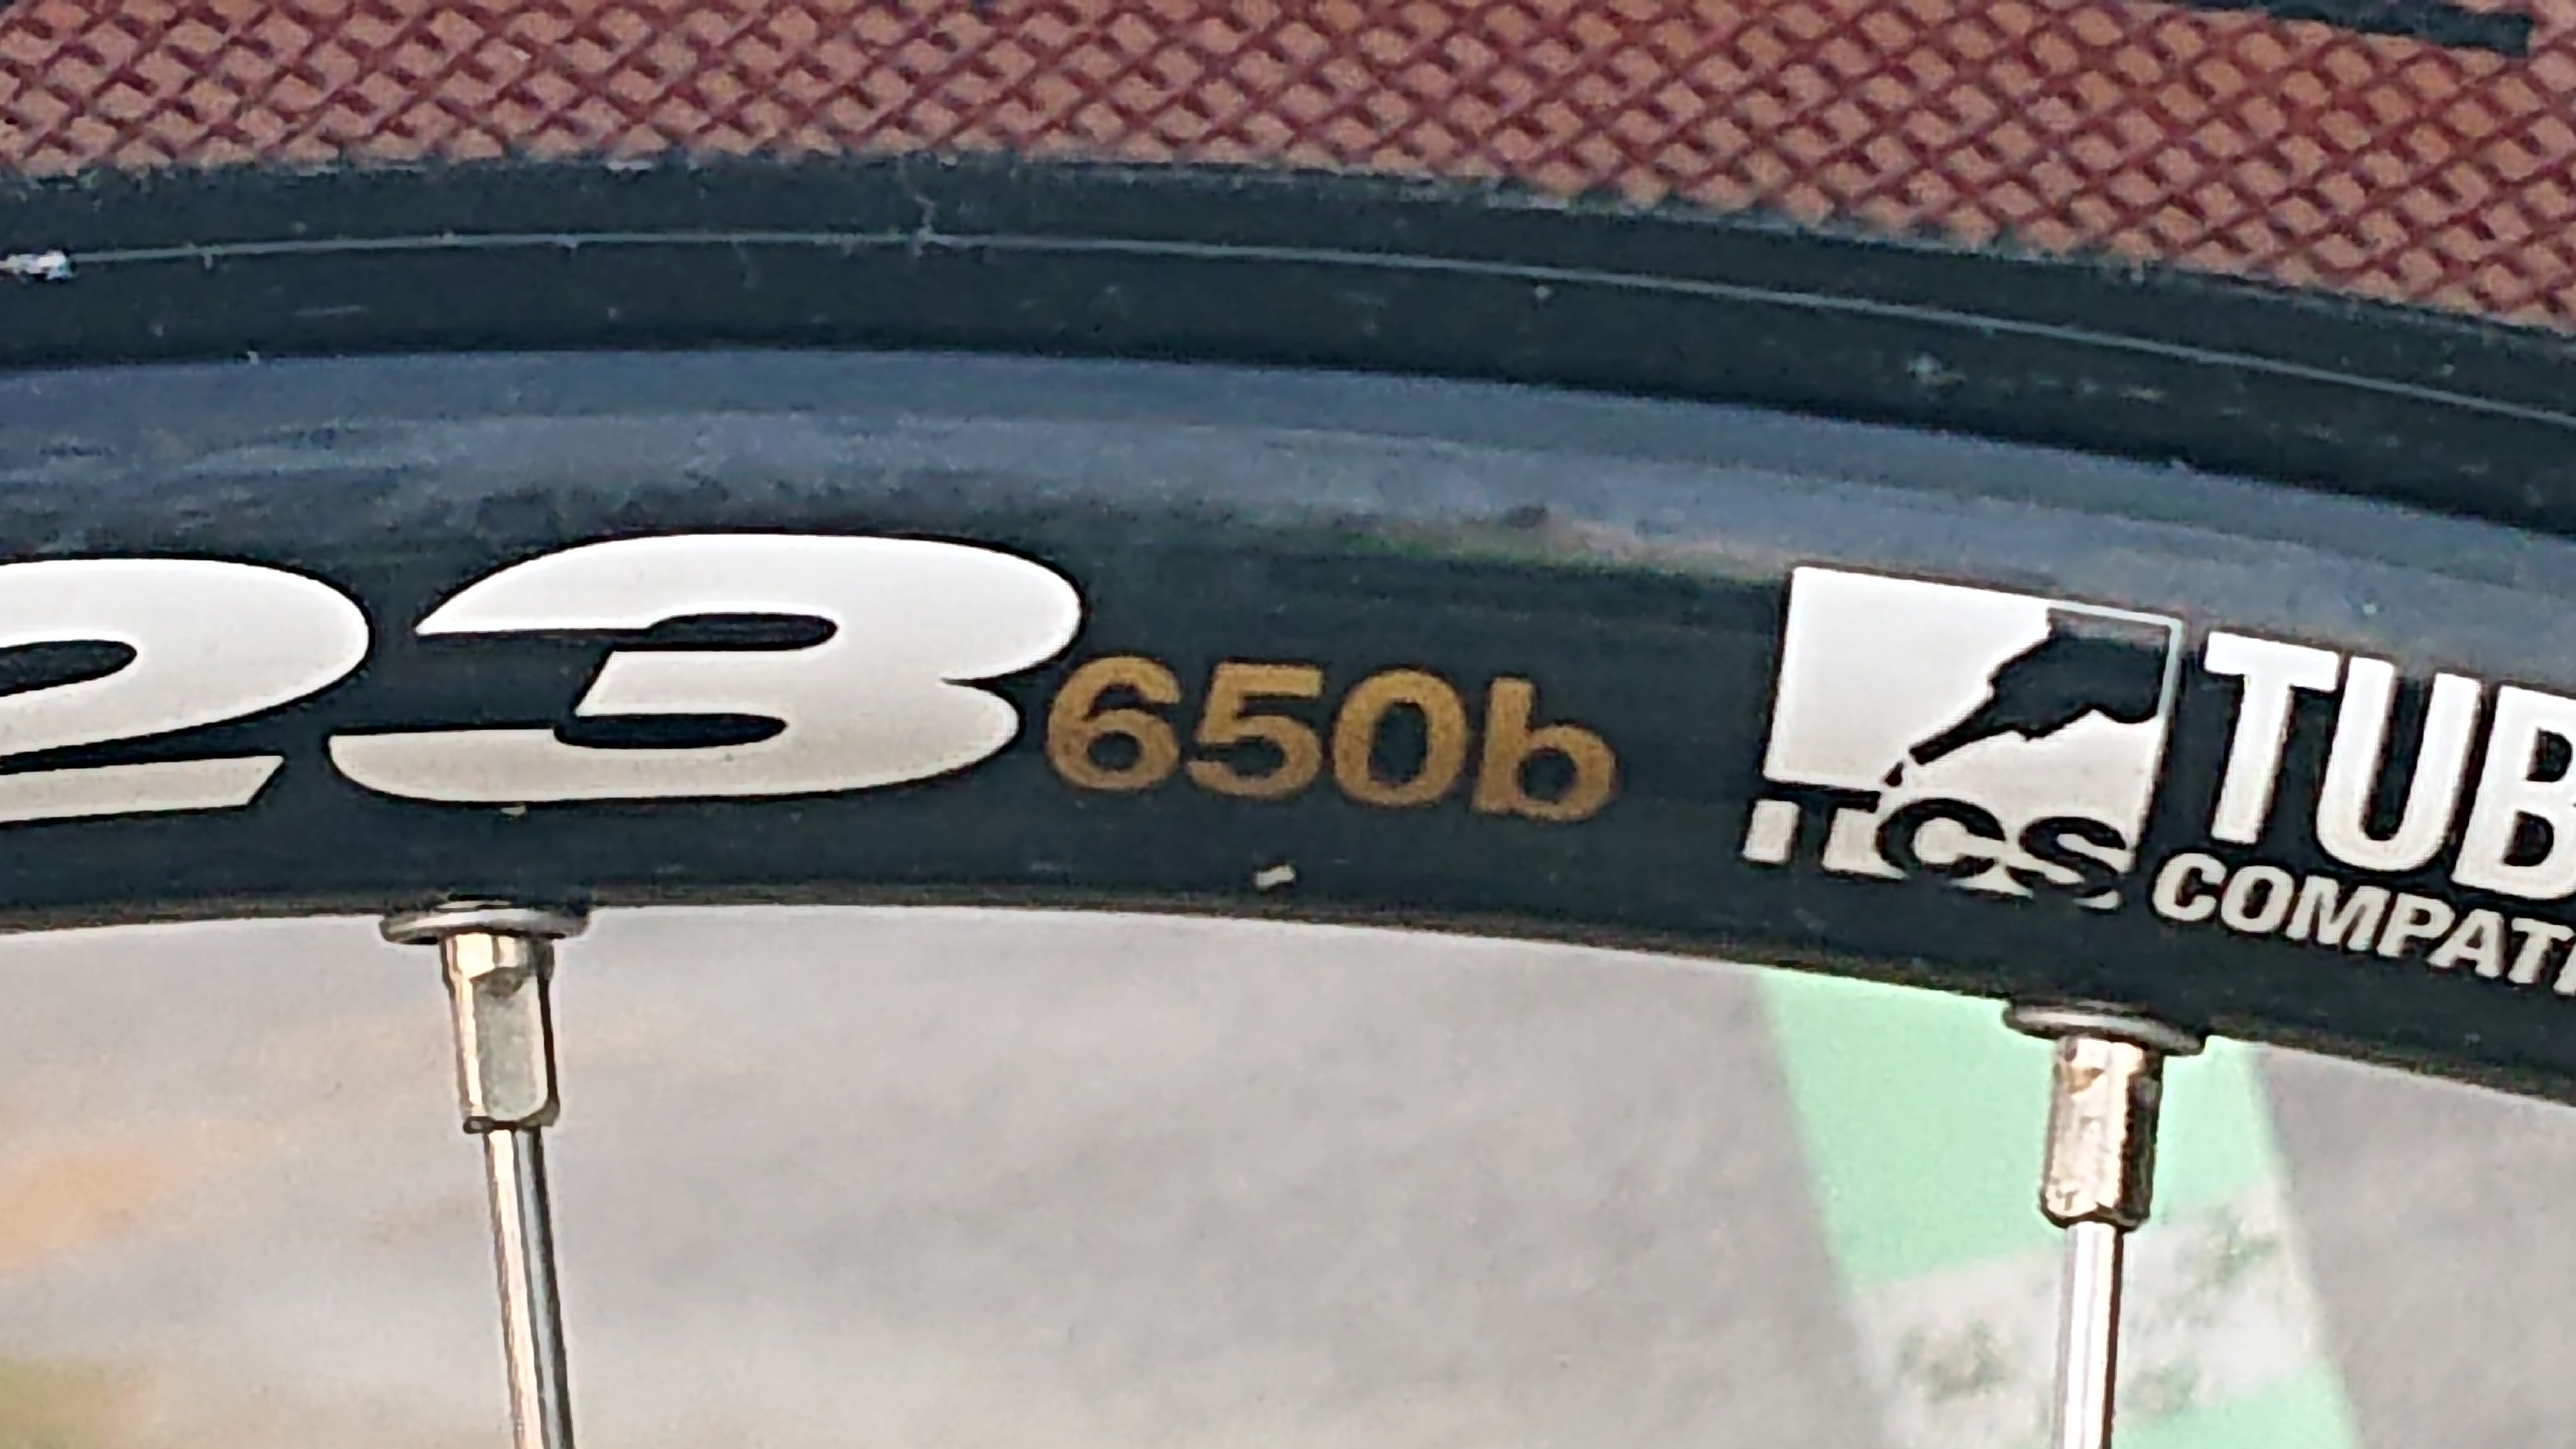 23 650b
TCS TUB
COMPATI